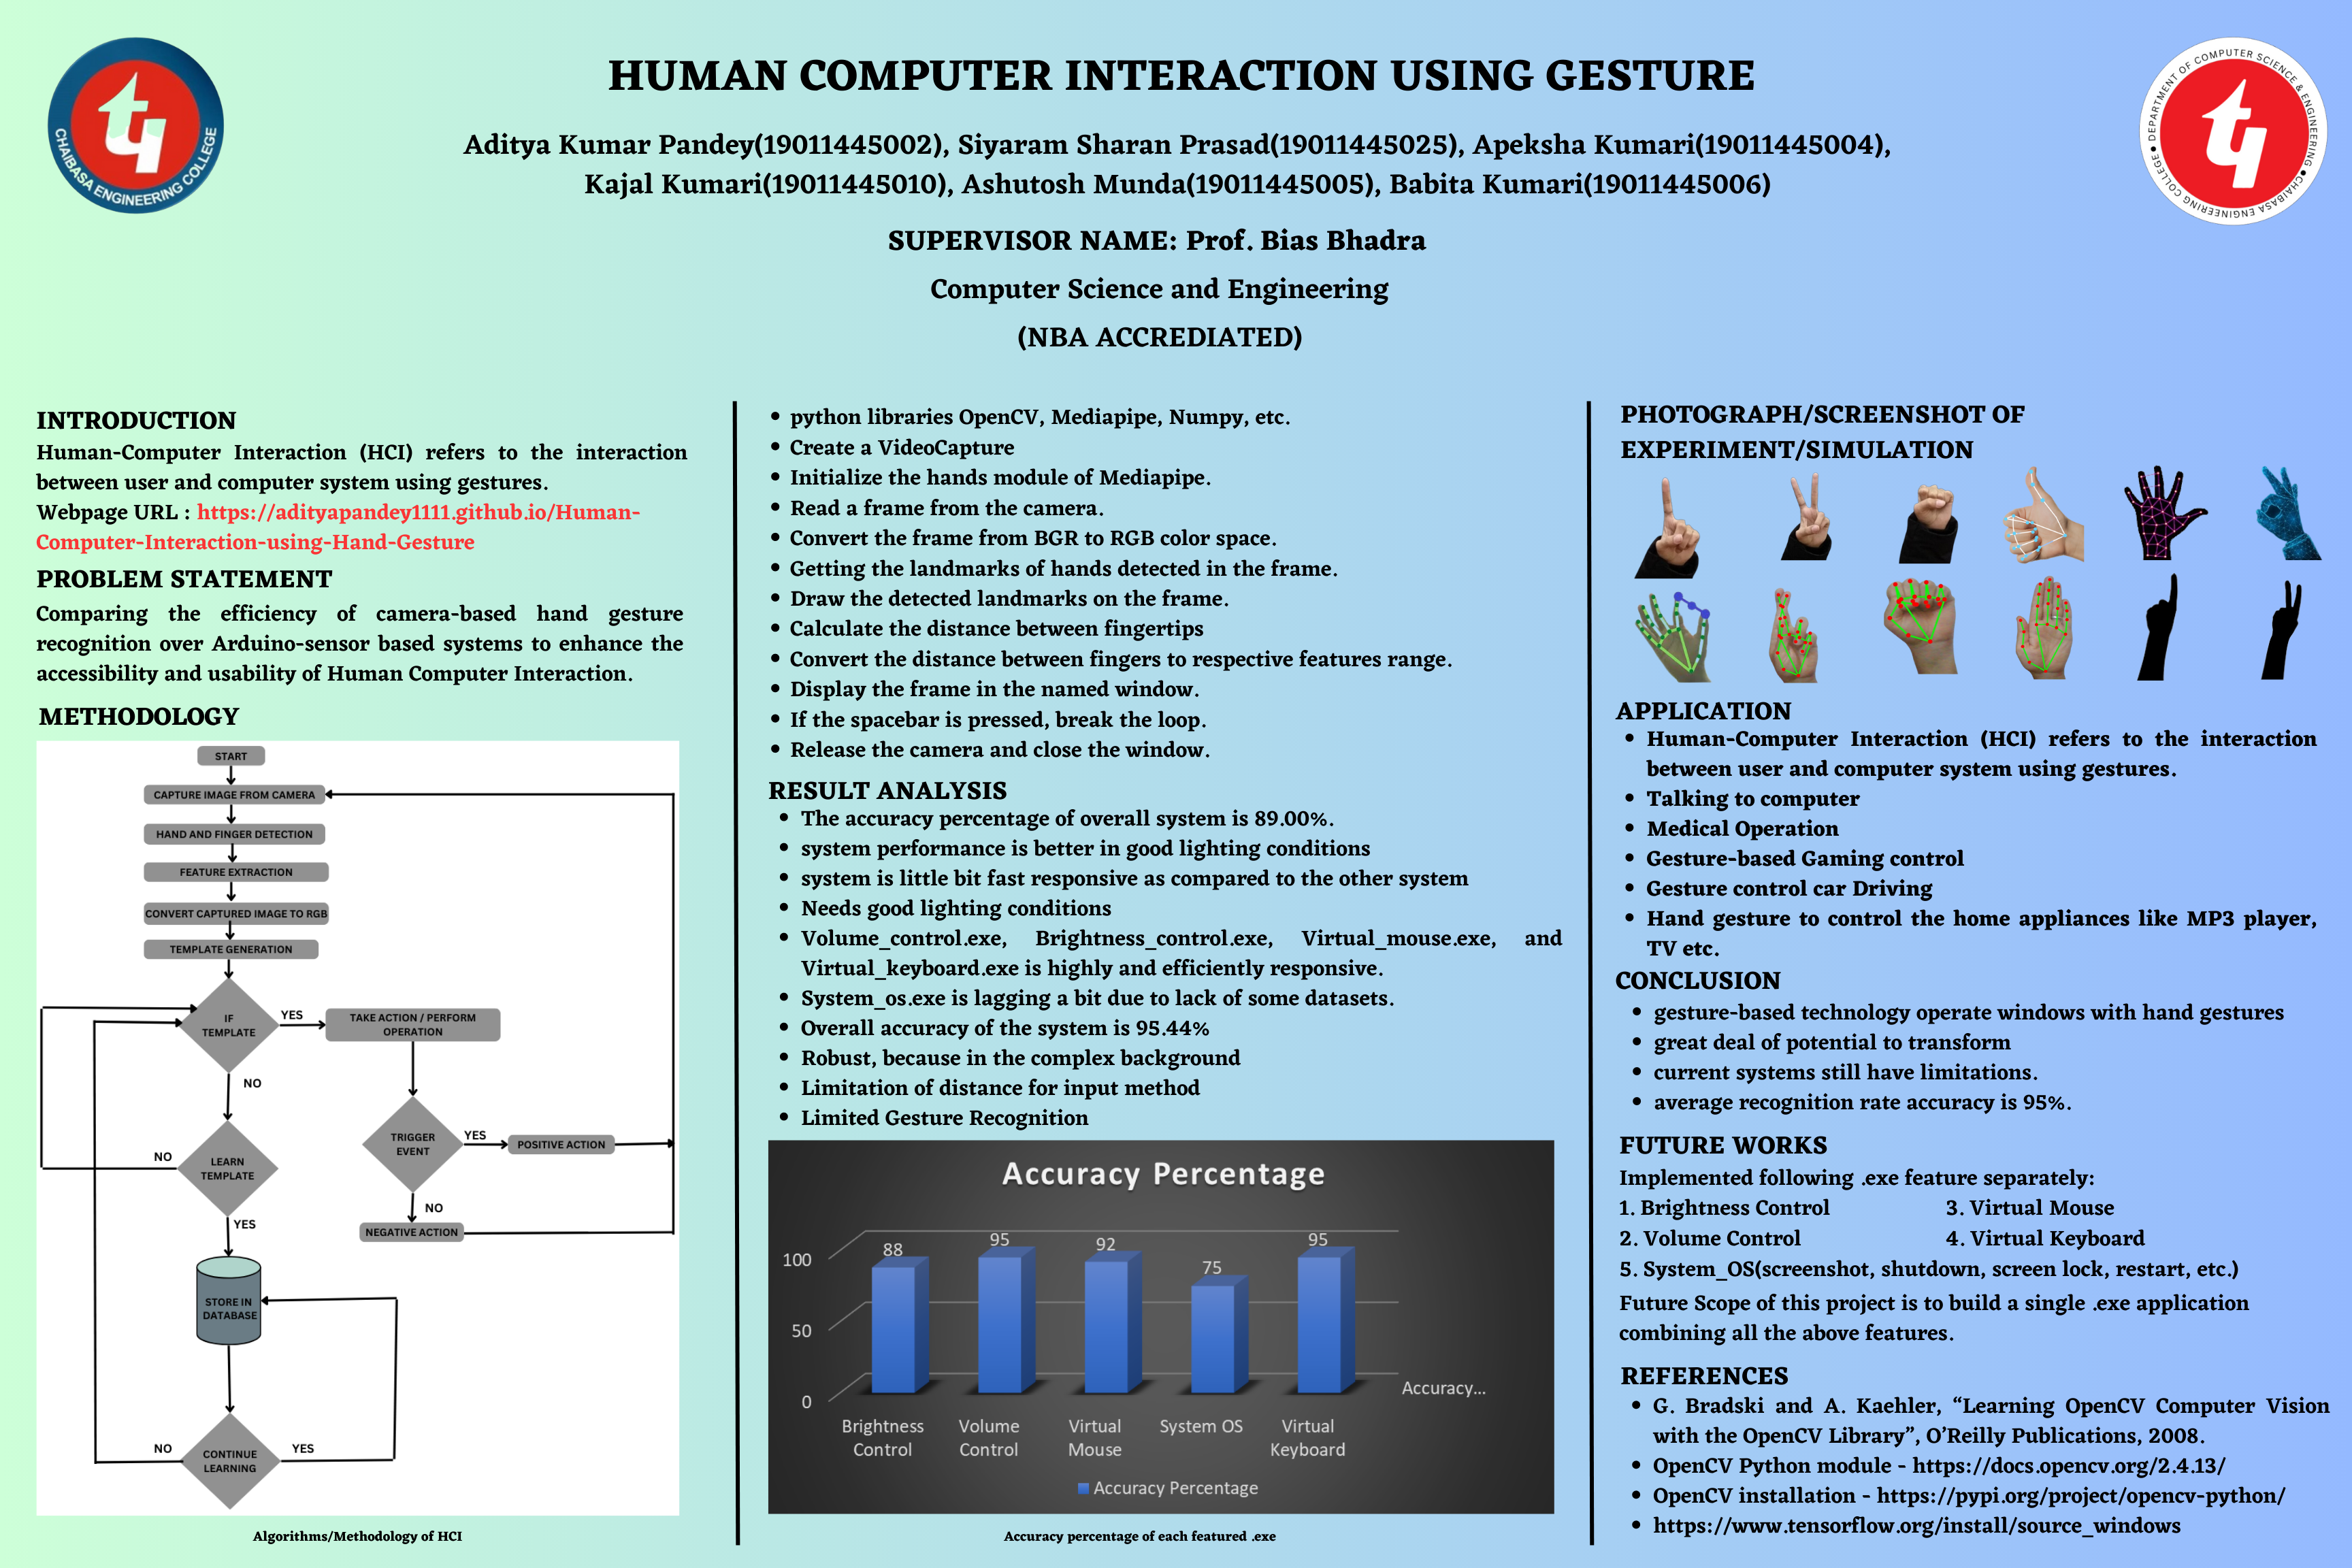 CHAIBASA ENGINEERING COLLEGE
DEPARTMENT OF COMPUTER SCIENCE & ENGINEERING • CHAIBASA ENGINEERING COLLEGE •
HUMAN COMPUTER INTERACTION USING GESTURE
Aditya Kumar Pandey(19011445002), Siyaram Sharan Prasad(19011445025), Apeksha Kumari(19011445004),
Kajal Kumari(19011445010), Ashutosh Munda(19011445005), Babita Kumari(19011445006)
SUPERVISOR NAME: Prof. Bias Bhadra
Computer Science and Engineering
(NBA ACCREDIATED)
INTRODUCTION
Human-Computer Interaction (HCI) refers to the interaction
between user and computer system using gestures.
Webpage URL : https://adityapandey1111.github.io/Human-
Computer-Interaction-using-Hand-Gesture
PROBLEM STATEMENT
Comparing the efficiency of camera-based hand gesture
recognition over Arduino-sensor based systems to enhance the
accessibility and usability of Human Computer Interaction.
METHODOLOGY
START
CAPTURE IMAGE FROM CAMERA
HAND AND FINGER DETECTION
FEATURE EXTRACTION
CONVERT CAPTURED IMAGE TO RGB
TEMPLATE GENERATION
IF
TEMPLATE
YES
TAKE ACTION / PERFORM
OPERATION
NO
TRIGGER
EVENT
YES
POSITIVE ACTION
NO
LEARN
TEMPLATE
NO
NEGATIVE ACTION
YES
STORE IN
DATABASE
NO
CONTINUE
LEARNING
YES
Algorithms/Methodology of HCI
• python libraries OpenCV, Mediapipe, Numpy, etc.
• Create a VideoCapture
• Initialize the hands module of Mediapipe.
• Read a frame from the camera.
• Convert the frame from BGR to RGB color space.
• Getting the landmarks of hands detected in the frame.
• Draw the detected landmarks on the frame.
• Calculate the distance between fingertips
• Convert the distance between fingers to respective features range.
• Display the frame in the named window.
• If the spacebar is pressed, break the loop.
• Release the camera and close the window.
RESULT ANALYSIS
• The accuracy percentage of overall system is 89.00%.
• system performance is better in good lighting conditions
• system is little bit fast responsive as compared to the other system
• Needs good lighting conditions
• Volume_control.exe, Brightness_control.exe, Virtual_mouse.exe, and
Virtual_keyboard.exe is highly and efficiently responsive.
• System_os.exe is lagging a bit due to lack of some datasets.
• Overall accuracy of the system is 95.44%
• Robust, because in the complex background
• Limitation of distance for input method
• Limited Gesture Recognition
Accuracy Percentage
88 95 92 75 95
100
50
0
Accuracy...
Brightness Volume Virtual System OS Virtual
Control Control Mouse Keyboard
Accuracy Percentage
Accuracy percentage of each featured .exe
PHOTOGRAPH/SCREENSHOT OF
EXPERIMENT/SIMULATION
APPLICATION
• Human-Computer Interaction (HCI) refers to the interaction
between user and computer system using gestures.
• Talking to computer
• Medical Operation
• Gesture-based Gaming control
• Gesture control car Driving
• Hand gesture to control the home appliances like MP3 player,
TV etc.
CONCLUSION
• gesture-based technology operate windows with hand gestures
• great deal of potential to transform
• current systems still have limitations.
• average recognition rate accuracy is 95%.
FUTURE WORKS
Implemented following .exe feature separately:
1. Brightness Control 3. Virtual Mouse
2. Volume Control 4. Virtual Keyboard
5. System_OS(screenshot, shutdown, screen lock, restart, etc.)
Future Scope of this project is to build a single .exe application
combining all the above features.
REFERENCES
• G. Bradski and A. Kaehler, “Learning OpenCV Computer Vision
with the OpenCV Library”, O’Reilly Publications, 2008.
• OpenCV Python module - https://docs.opencv.org/2.4.13/
• OpenCV installation - https://pypi.org/project/opencv-python/
• https://www.tensorflow.org/install/source_windows